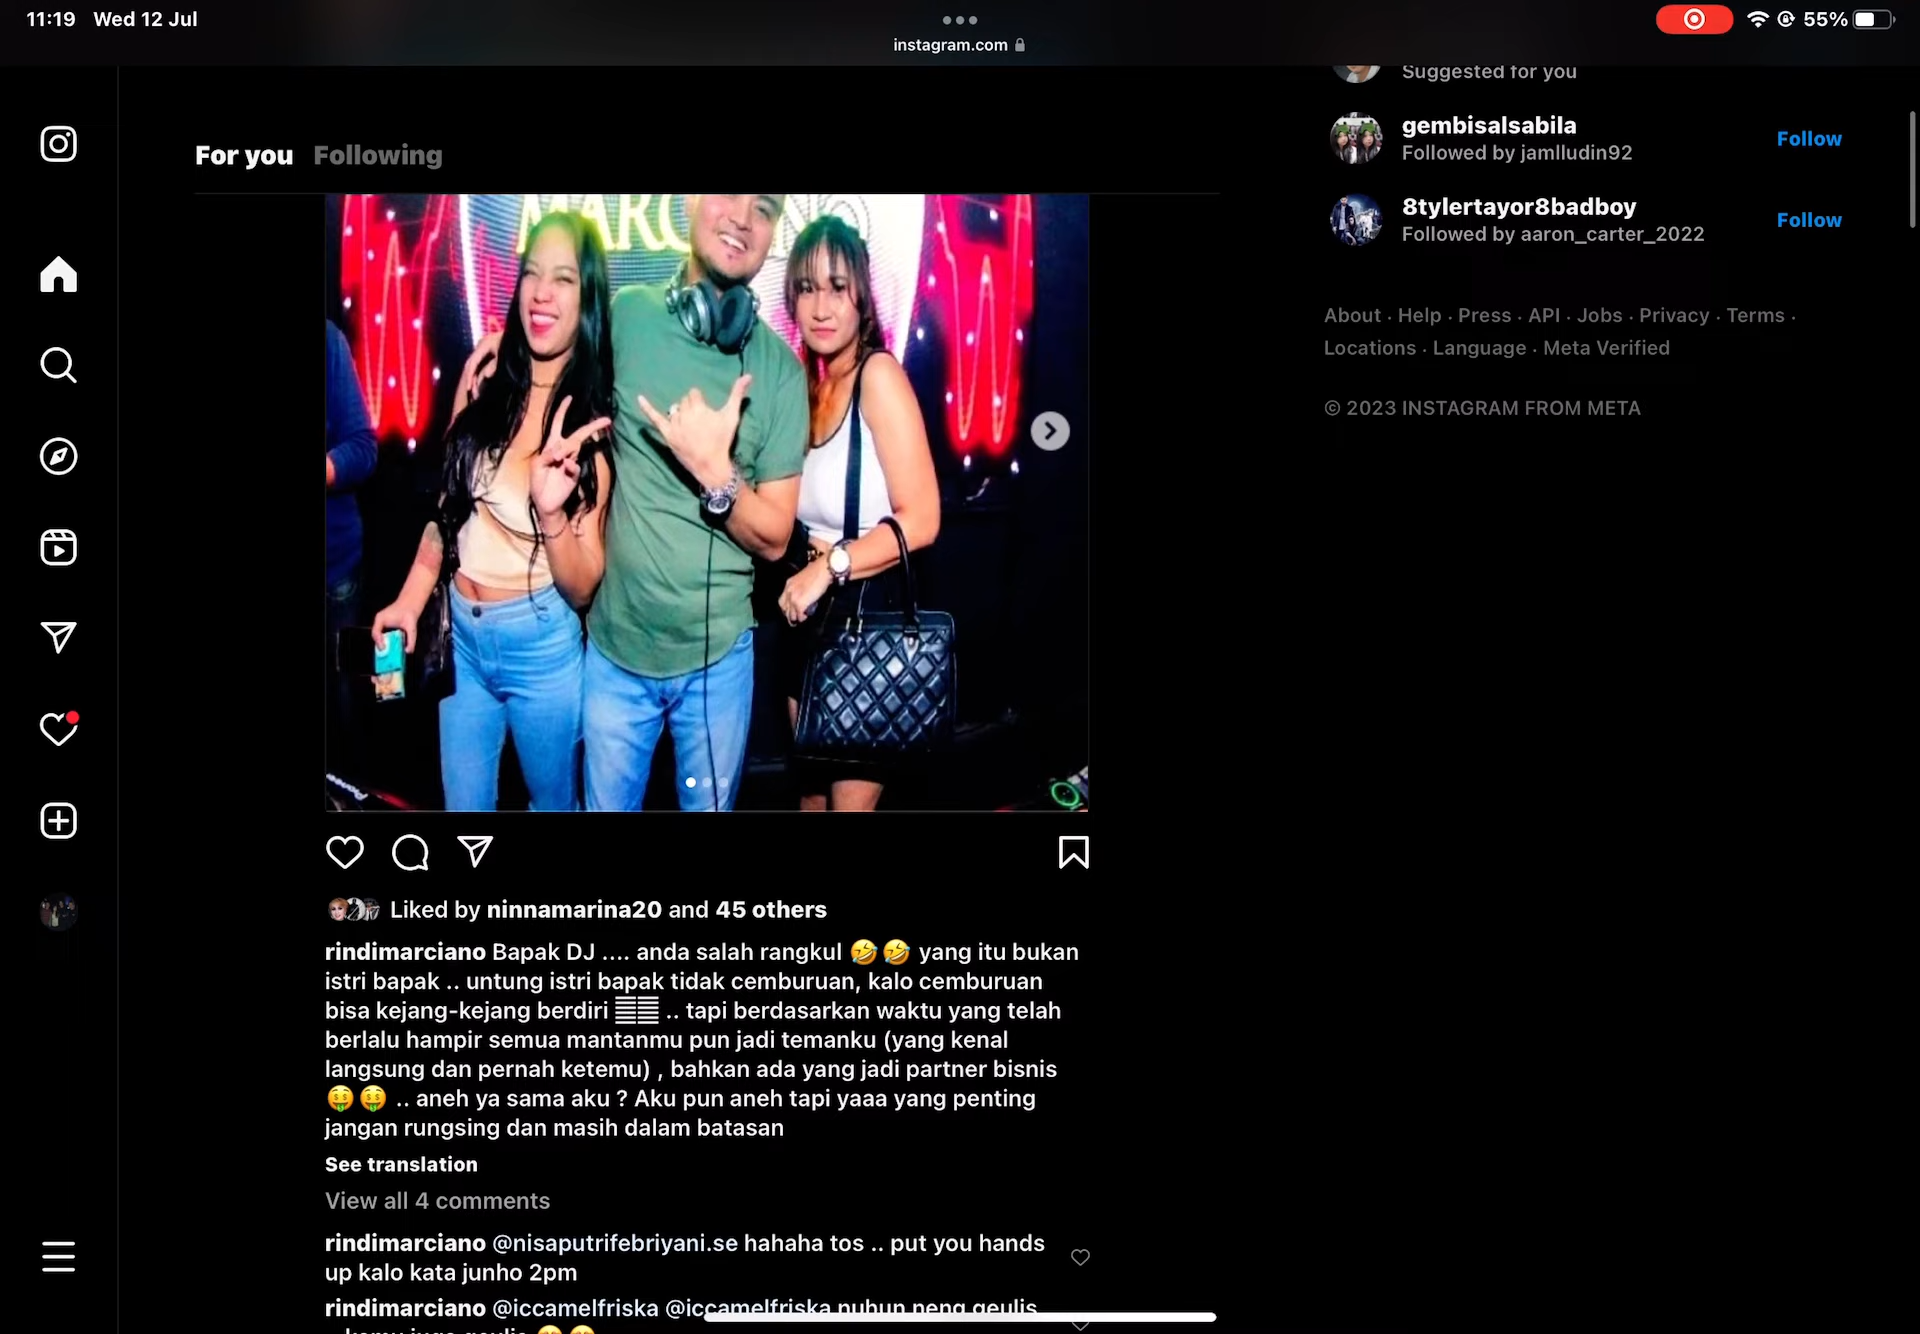 11:19 Wed 12 Jul
55%
instagram.com
Suggested for you
gembisalsabila
Followed by jamlludin92
Follow
8tylertayor8badboy
Followed by aaron_carter_2022
Follow
About · Help · Press · API · Jobs · Privacy · Terms ·
Locations · Language · Meta Verified
© 2023 INSTAGRAM FROM META
For you Following
Liked by ninnamarina20 and 45 others
rindimarciano Bapak DJ .... anda salah rangkul 🤣🤣 yang itu bukan
istri bapak .. untung istri bapak tidak cemburuan, kalo cemburuan
bisa kejang-kejang berdiri .. tapi berdasarkan waktu yang telah
berlalu hampir semua mantanmu pun jadi temanku (yang kenal
langsung dan pernah ketemu) , bahkan ada yang jadi partner bisnis
🤑🤑 .. aneh ya sama aku ? Aku pun aneh tapi yaaa yang penting
jangan rungsing dan masih dalam batasan
See translation
View all 4 comments
rindimarciano @nisaputrifebriyani.se hahaha tos .. put you hands
up kalo kata junho 2pm
rindimarciano @iccamelfriska @iccamelfriska nuhun neng geulis